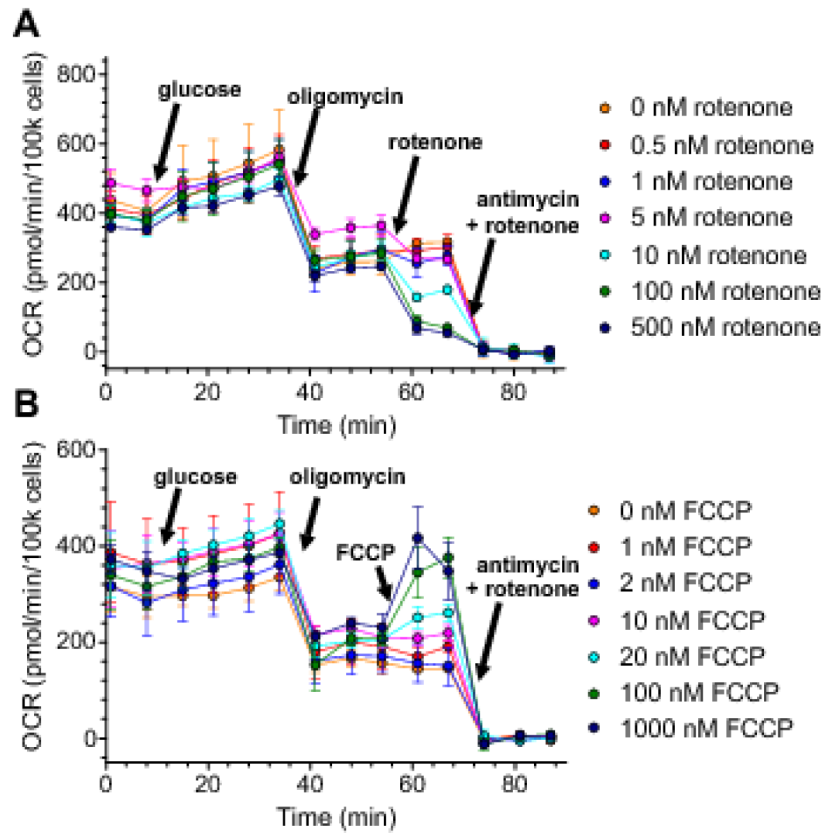 A
OCR (pmol/min/100k cells)
800
600
400
200
0
0
20
40
60
80
Time (min)
glucose
oligomycin
rotenone
antimycin
+ rotenone
0 nM rotenone
0.5 nM rotenone
1 nM rotenone
5 nM rotenone
10 nM rotenone
100 nM rotenone
500 nM rotenone
B
OCR (pmol/min/100k cells)
600
400
200
0
0
20
40
60
80
Time (min)
glucose
oligomycin
FCCP
antimycin
+ rotenone
0 nM FCCP
1 nM FCCP
2 nM FCCP
10 nM FCCP
20 nM FCCP
100 nM FCCP
1000 nM FCCP